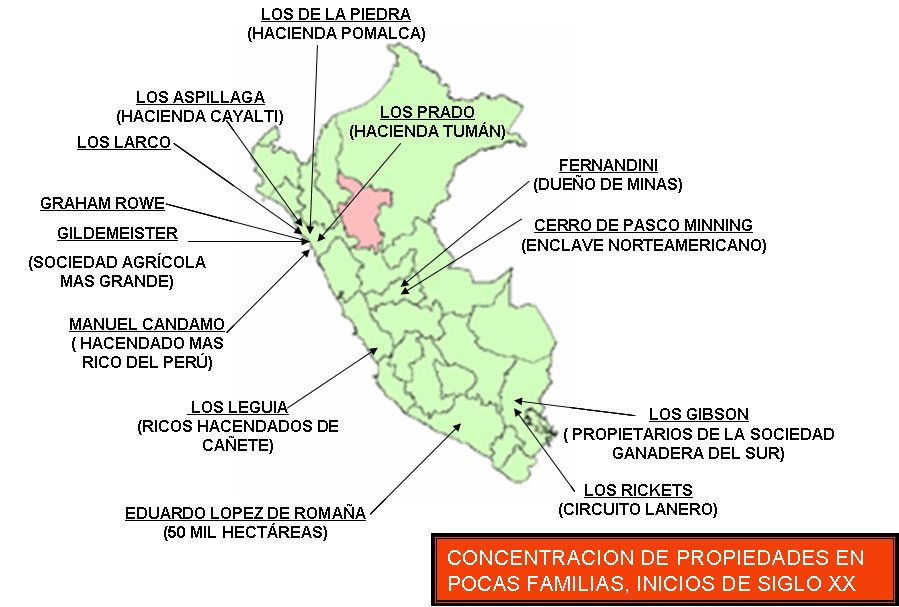 LOS DE LA PIEDRA
(HACIENDA POMALCA)
LOS ASPILLAGA
(HACIENDA CAYALTI)
LOS PRADO
(HACIENDA TUMÁN)
LOS LARCO
FERNANDINI
(DUEÑO DE MINAS)
GRAHAM ROWE
CERRO DE PASCO MINNING
(ENCLAVE NORTEAMERICANO)
GILDEMEISTER
(SOCIEDAD AGRÍCOLA
MAS GRANDE)
MANUEL CANDAMO
( HACENDADO MAS
RICO DEL PERÚ)
LOS LEGUIA
(RICOS HACENDADOS DE
CAÑETE)
LOS GIBSON
( PROPIETARIOS DE LA SOCIEDAD
GANADERA DEL SUR)
LOS RICKETS
(CIRCUITO LANERO)
EDUARDO LOPEZ DE ROMAÑA
(50 MIL HECTÁREAS)
CONCENTRACION DE PROPIEDADES EN
POCAS FAMILIAS, INICIOS DE SIGLO XX